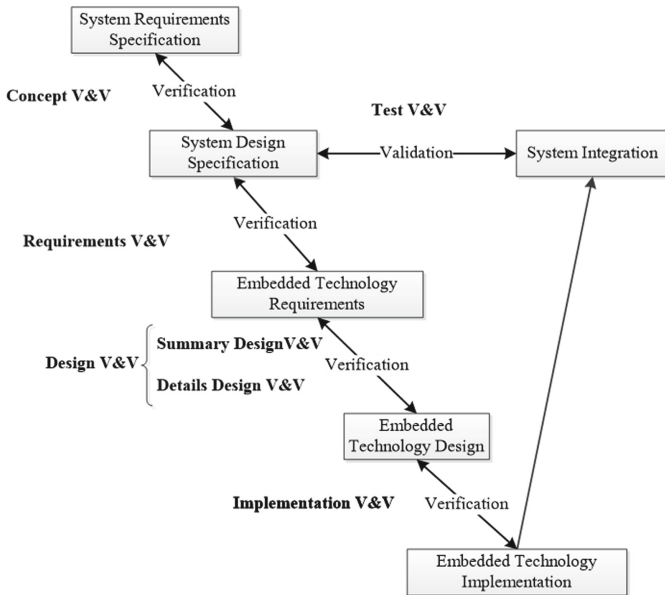 System Requirements
Specification
Verification
Concept V&V
Test V&V
System Design
Specification
Validation
System Integration
Verification
Requirements V&V
Embedded Technology
Requirements
Summary DesignV&V
Design V&V
Verification
Details Design V&V
Embedded
Technology Design
Implementation V&V
Verification
Embedded Technology
Implementation